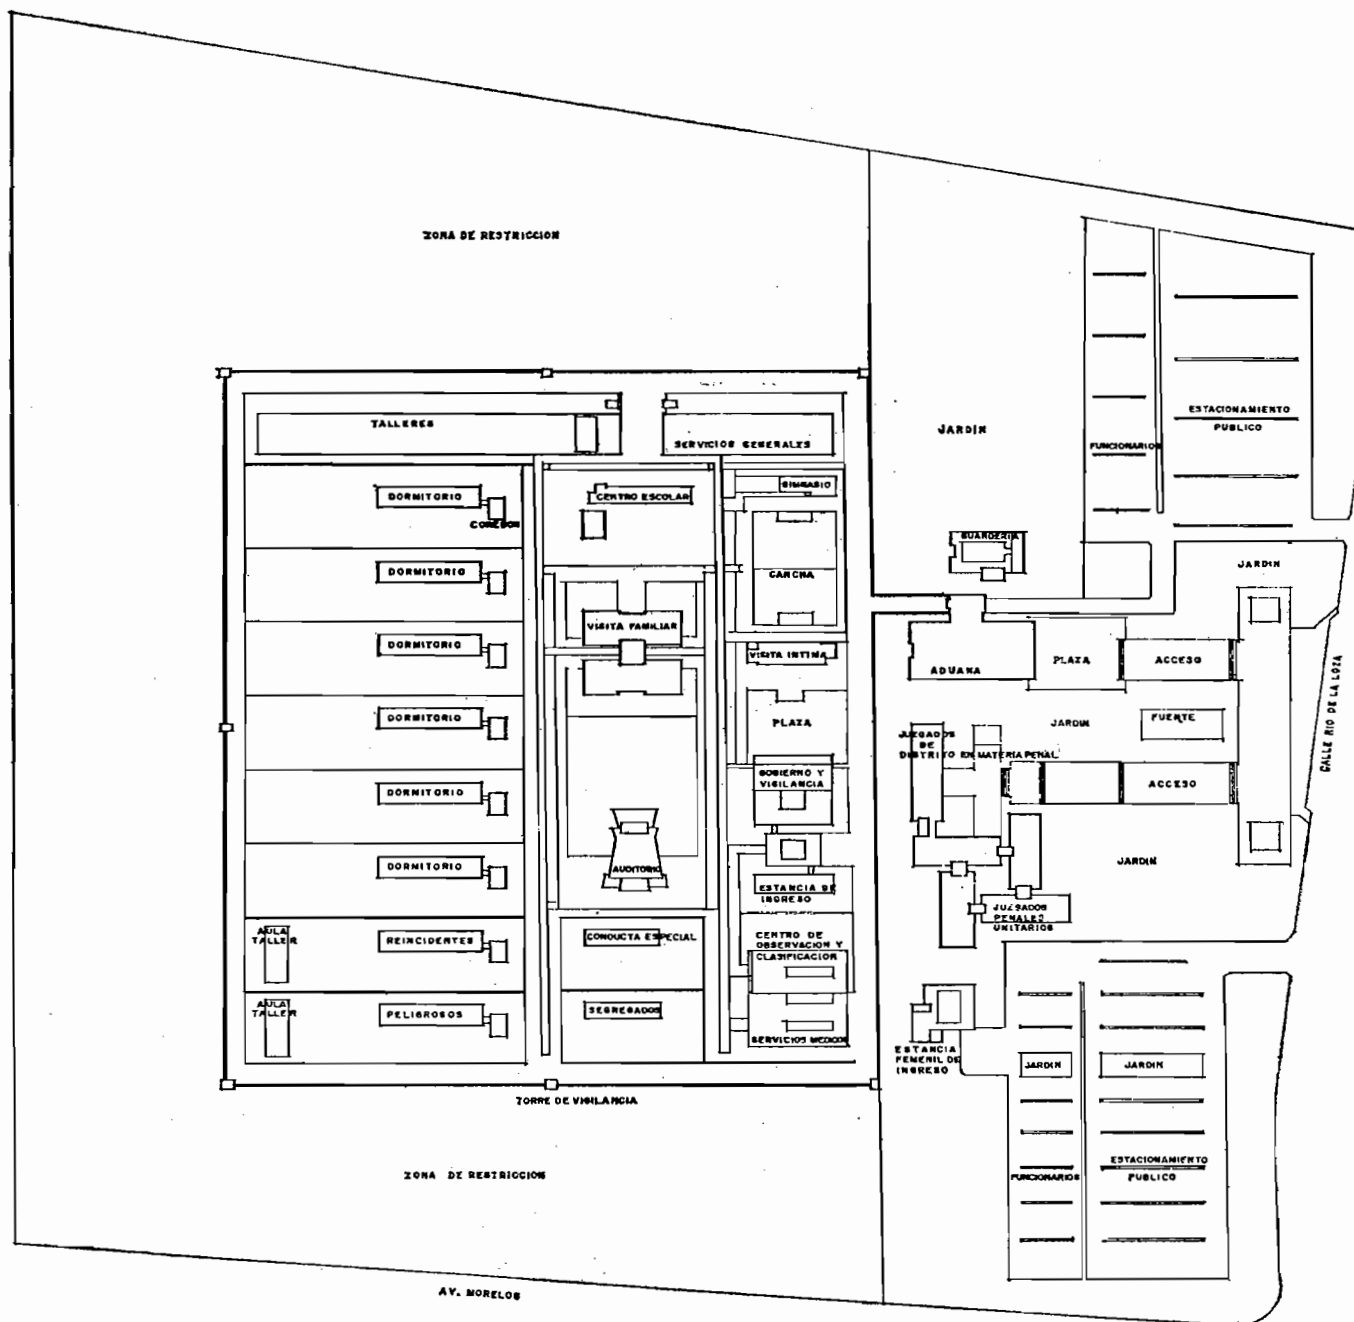 ZONA DE RESTRICCION
ESTACIONAMIENTO
PUBLICO
FUNCIONARIOS
JARDIN
TALLERES
SERVICIOS GENERALES
DORMITORIO
COMEDOR
CENTRO ESCOLAR
GIMNASIO
CANCHA
GUARDERIA
JARDIN
DORMITORIO
DORMITORIO
VISITA FAMILIAR
VISITA INTIMA
ADUANA
PLAZA
ACCESO
CALLE RIO DE LA LOZA
DORMITORIO
PLAZA
JARDIN
FUENTE
JUZGADOS
DE
DISTRITO EN MATERIA PENAL
DORMITORIO
GOBIERNO Y
VIGILANCIA
ACCESO
DORMITORIO
AUDITORIO
ESTANCIA DE
INGRESO
JARDIN
JUZGADOS
PENALES
UNITARIOS
AULA
TALLER
REINCIDENTES
CONDUCTA ESPECIAL
CENTRO DE
OBSERVACION Y
CLASIFICACION
AULA
TALLER
PELIGROSOS
SEGREGADOS
SERVICIOS MEDICOS
ESTANCIA
FEMENIL DE
INGRESO
JARDIN
JARDIN
TORRE DE VIGILANCIA
ZONA DE RESTRICCION
FUNCIONARIOS
ESTACIONAMIENTO
PUBLICO
AV. MORELOS